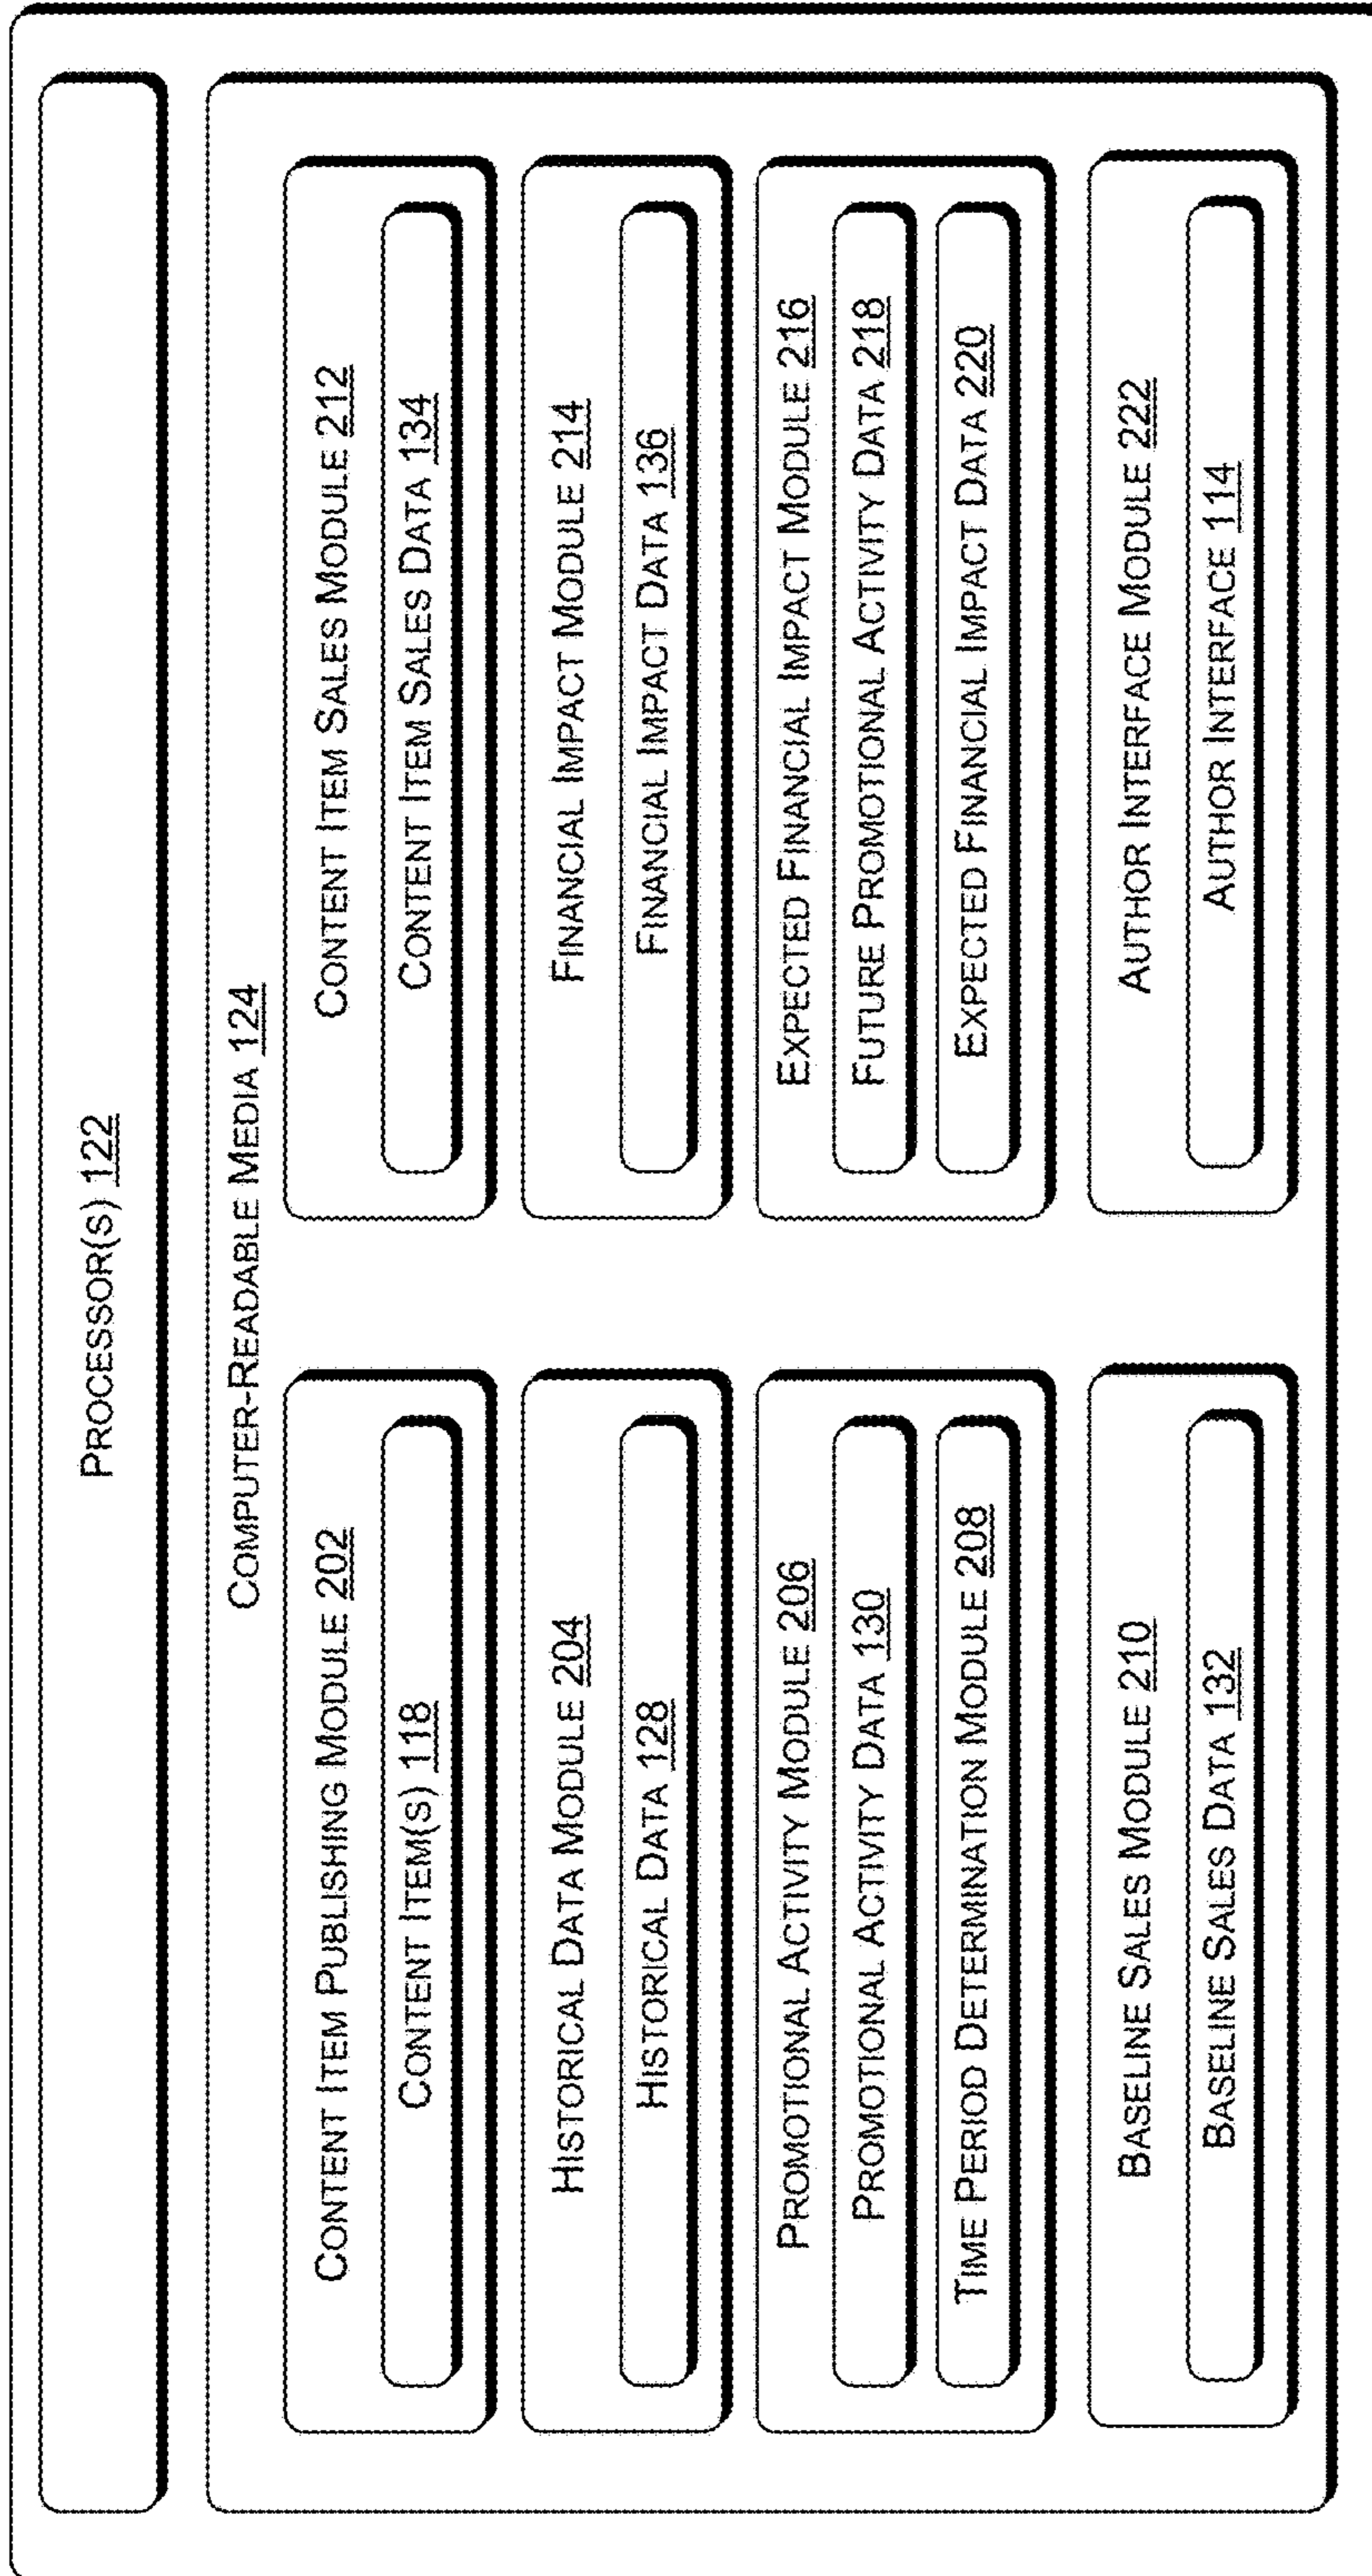 PROCESSOR(S) 122
COMPUTER-READABLE MEDIA 124
CONTENT ITEM PUBLISHING MODULE 202
CONTENT ITEM(S) 118
HISTORICAL DATA MODULE 204
HISTORICAL DATA 128
PROMOTIONAL ACTIVITY MODULE 206
PROMOTIONAL ACTIVITY DATA 130
TIME PERIOD DETERMINATION MODULE 208
BASELINE SALES MODULE 210
BASELINE SALES DATA 132
CONTENT ITEM SALES MODULE 212
CONTENT ITEM SALES DATA 134
FINANCIAL IMPACT MODULE 214
FINANCIAL IMPACT DATA 136
EXPECTED FINANCIAL IMPACT MODULE 216
FUTURE PROMOTIONAL ACTIVITY DATA 218
EXPECTED FINANCIAL IMPACT DATA 220
AUTHOR INTERFACE MODULE 222
AUTHOR INTERFACE 114